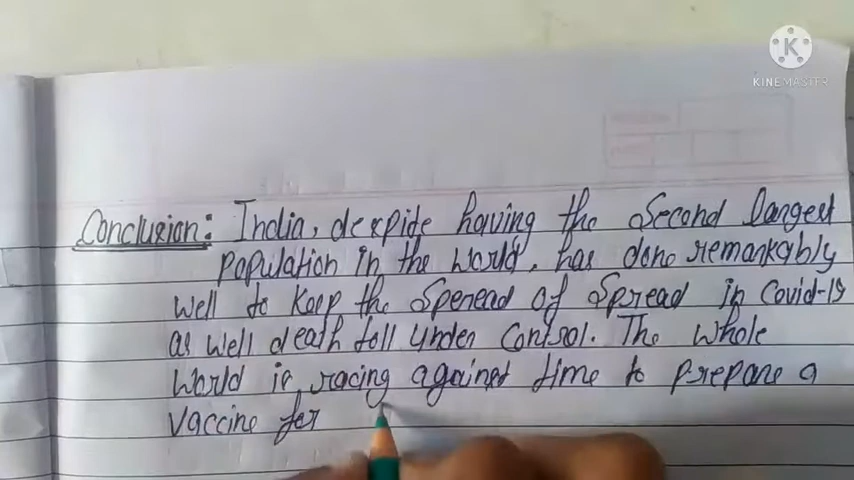 K
KINEMASTER
Conclusion: India, despide having the Second largest
Population in the World, has done remarkably
well to Keep the Speread of Spread in Covid-19
as well death toll Under Control. The whole
World is racing against time to prepare a
Vaccine for